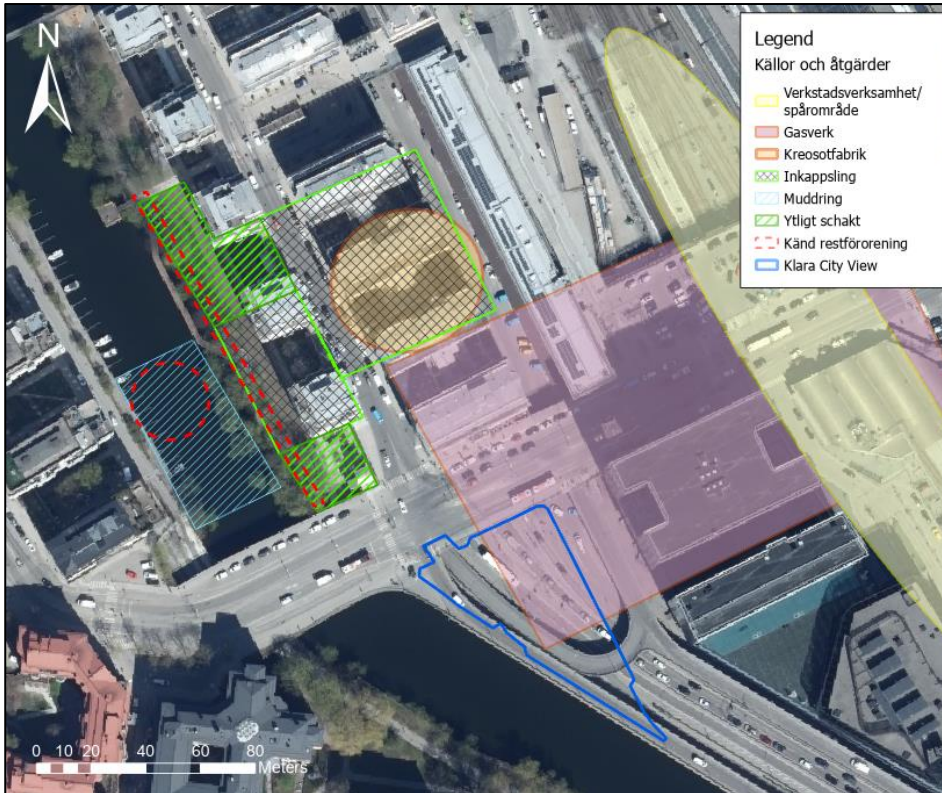 N
Legend
Källor och åtgärder
Verkstadsverksamhet/
spårområde
Gasverk
Kreosotfabrik
Inkappsling
Muddring
Ytligt schakt
Känd restförorening
Klara City View
0 10 20 40 60 80
Meters